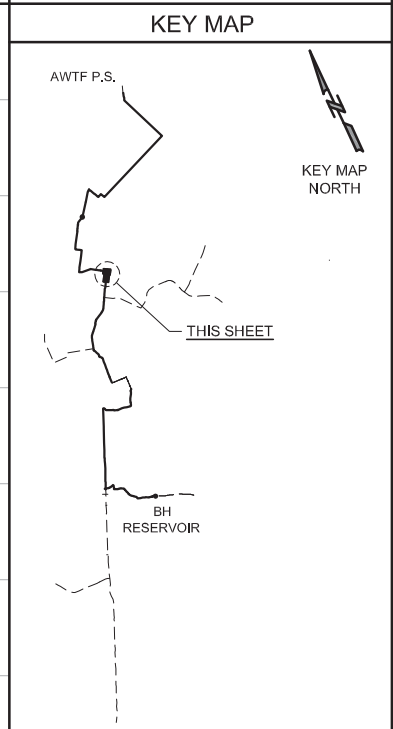 KEY MAP
AWTF P.S.
KEY MAP
NORTH
THIS SHEET
BH
RESERVOIR